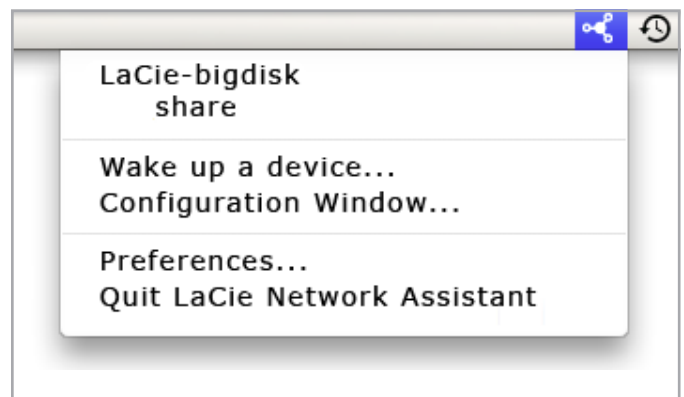 LaCie-bigdisk
share
Wake up a device...
Configuration Window...
Preferences...
Quit LaCie Network Assistant